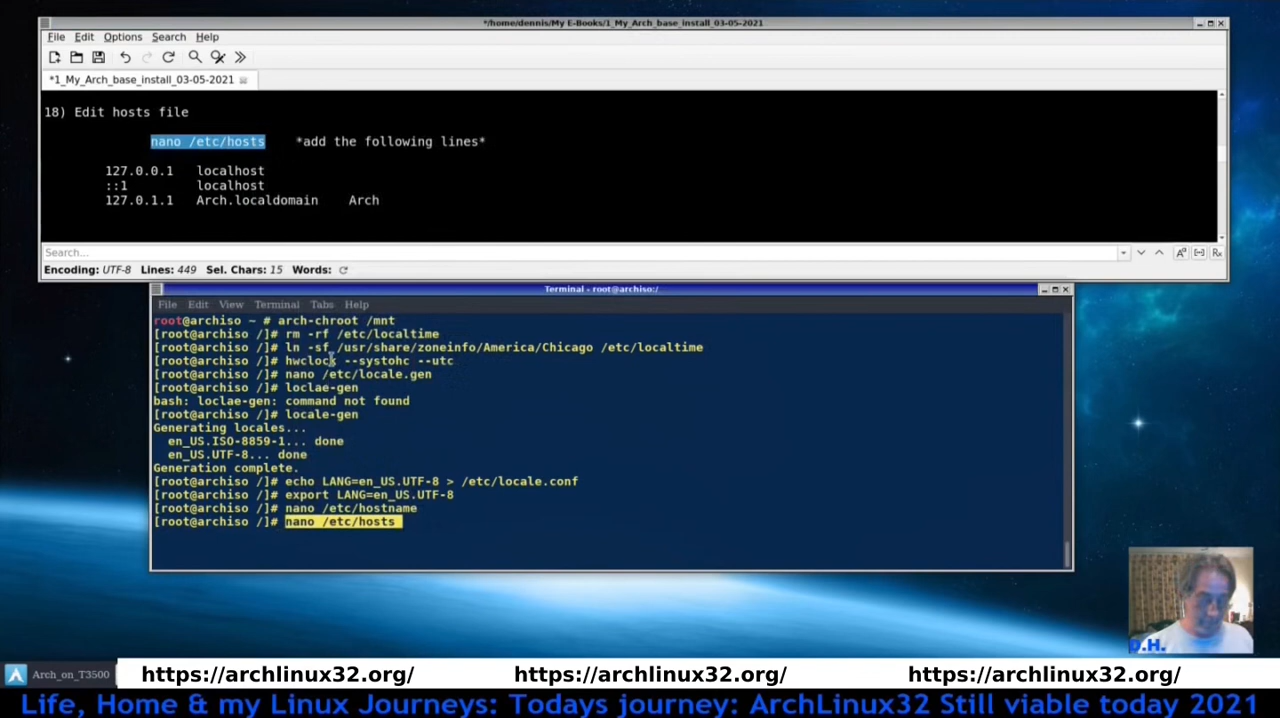 */home/dennis/My E-Books/1_My_Arch_base_install_03-05-2021
File Edit Options Search Help
*1_My_Arch_base_install_03-05-2021
18) Edit hosts file
nano /etc/hosts *add the following lines*
127.0.0.1 localhost
::1 localhost
127.0.1.1 Arch.localdomain Arch
Search...
Encoding: UTF-8 Lines: 449 Sel. Chars: 15 Words:
Terminal - root@archiso:/
File Edit View Terminal Tabs Help
root@archiso ~ # arch-chroot /mnt
[root@archiso /]# rm -rf /etc/localtime
[root@archiso /]# ln -sf /usr/share/zoneinfo/America/Chicago /etc/localtime
[root@archiso /]# hwclock --systohc --utc
[root@archiso /]# nano /etc/locale.gen
[root@archiso /]# loclae-gen
bash: loclae-gen: command not found
[root@archiso /]# locale-gen
Generating locales...
en_US.ISO-8859-1... done
en_US.UTF-8... done
Generation complete.
[root@archiso /]# echo LANG=en_US.UTF-8 > /etc/locale.conf
[root@archiso /]# export LANG=en_US.UTF-8
[root@archiso /]# nano /etc/hostname
[root@archiso /]# nano /etc/hosts
D.H.
Arch_on_T3500
https://archlinux32.org/ https://archlinux32.org/ https://archlinux32.org/
Life, Home & my Linux Journeys: Todays journey: ArchLinux32 Still viable today 2021